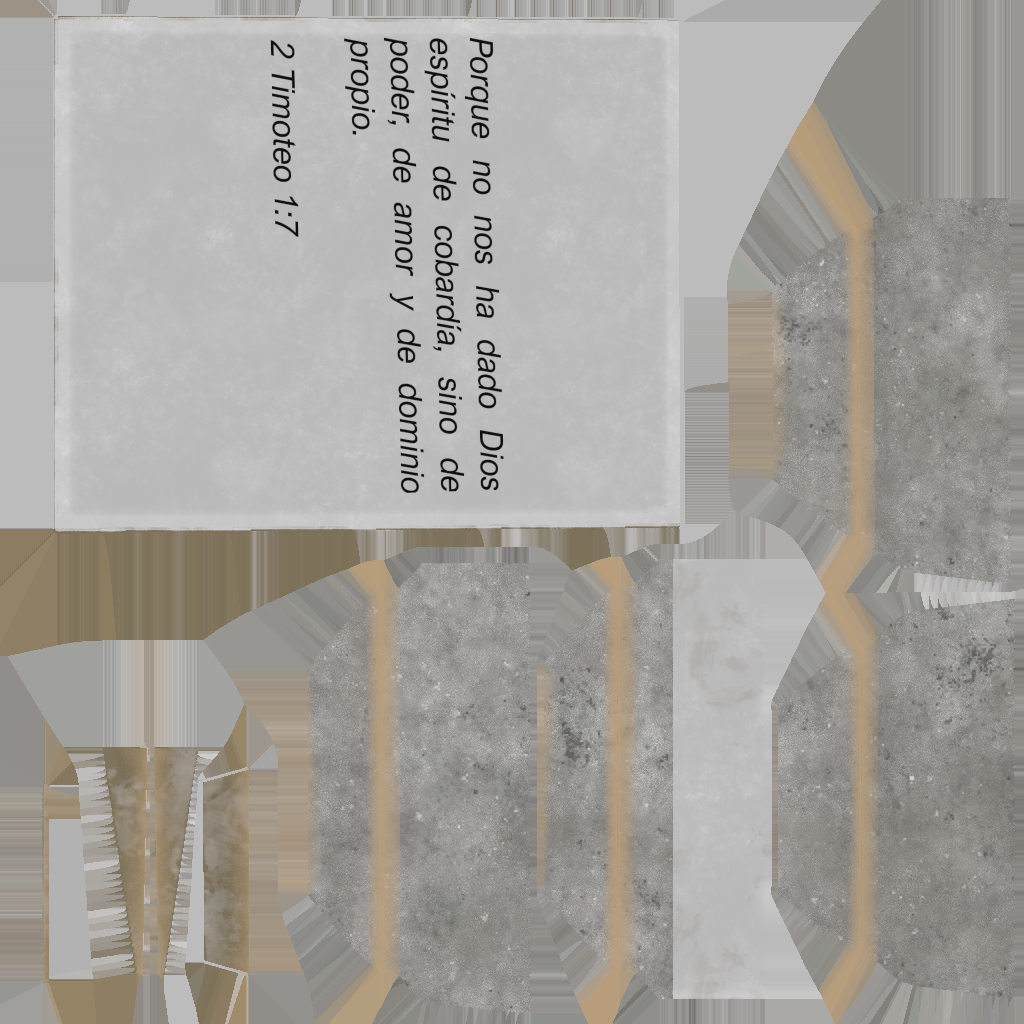 Porque no nos ha dado Dios
espíritu de cobardía, sino de
poder, de amor y de dominio
propio.
2 Timoteo 1:7